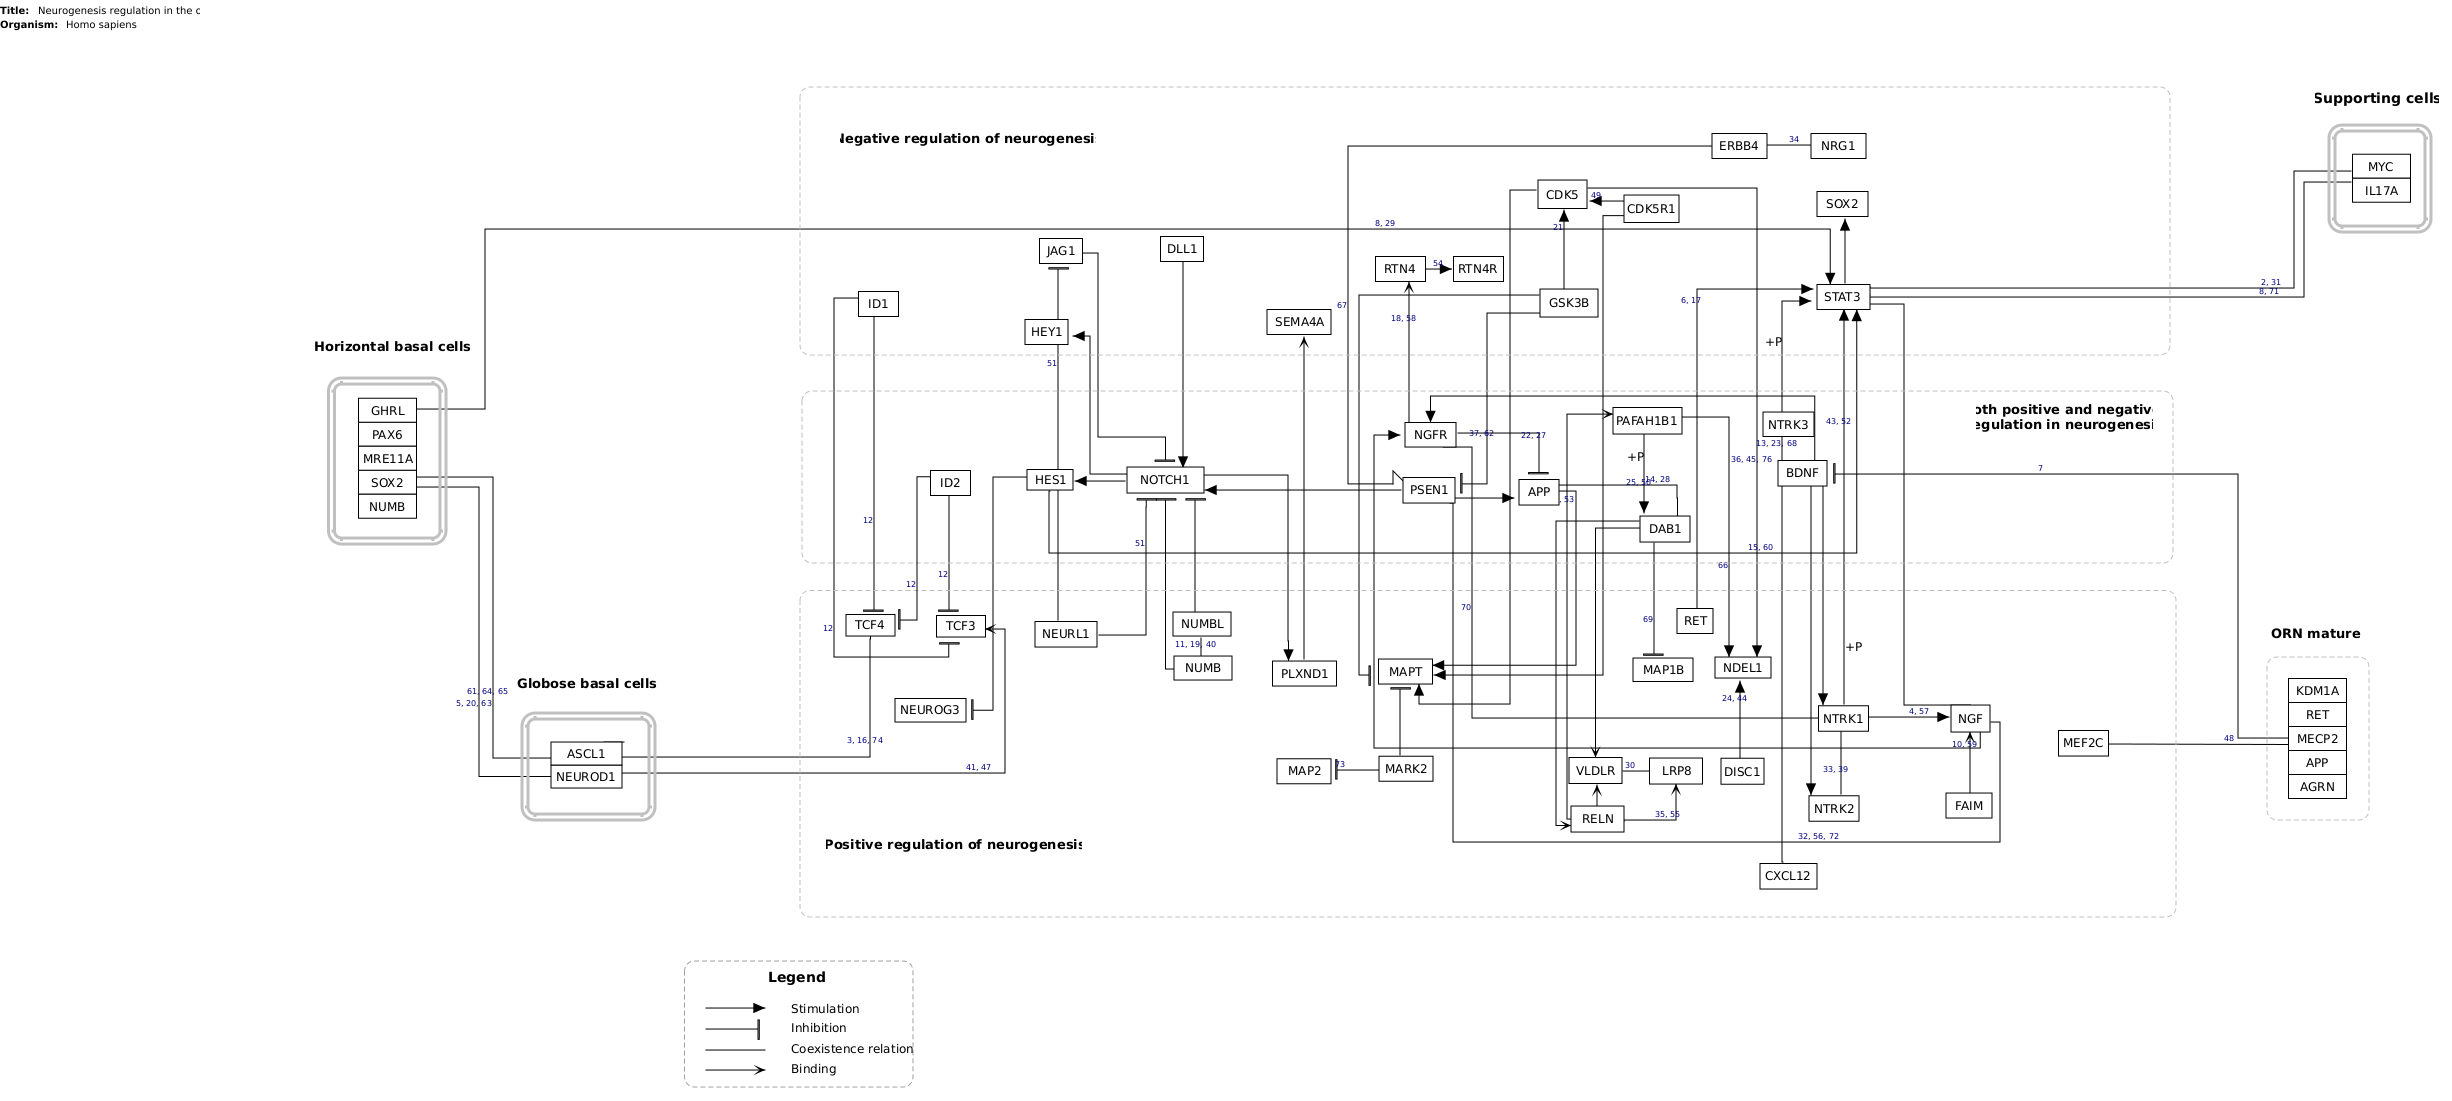 Title: Neurogenesis regulation in the
Organism: Homo sapiens
Supporting cells
Negative regulation of neurogenesis
ERBB4
34
NRG1
MYC
IL17A
CDK5
49
CDK5R1
SOX2
21
8, 29
JAG1
DLL1
RTN4
54
RTN4R
STAT3
2, 31
8, 71
ID1
67
GSK3B
6, 17
18, 58
SEMA4A
HEY1
+P
Horizontal basal cells
51
GHRL
PAX6
MRE11A
SOX2
NUMB
both positive and negative
regulation in neurogenesis
PAFAH1B1
NTRK3
43, 52
NGFR
37, 62
22, 27
13, 23, 68
+P
36, 45, 76
BDNF
7
ID2
HES1
NOTCH1
PSEN1
APP
14, 28
, 53
12
DAB1
51
15, 60
66
12
12
70
TCF4
TCF3
12
NEURL1
NUMBL
11, 19, 40
NUMB
69
RET
ORN mature
+P
PLXND1
MAPT
MAP1B
NDEL1
KDM1A
RET
MECP2
APP
AGRN
Globose basal cells
61, 64, 65
5, 20, 63
24, 44
NEUROG3
NTRK1
4, 57
NGF
3, 16, 74
10, 59
MEF2C
48
ASCL1
NEUROD1
41, 47
MAP2
73
MARK2
VLDLR
30
LRP8
DISC1
33, 39
RELN
35, 55
NTRK2
FAIM
32, 56, 72
Positive regulation of neurogenesis
CXCL12
Legend
Stimulation
Inhibition
Coexistence relation
Binding